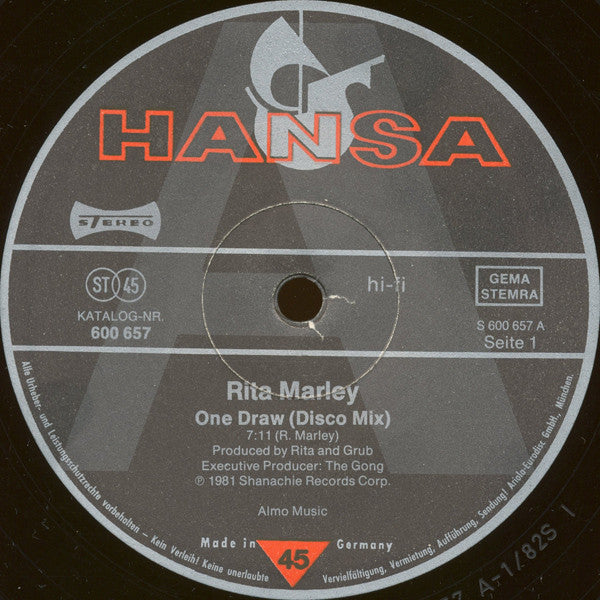 HANSA
STEREO
ST 45
KATALOG-NR.
600 657
hi-fi
GEMA
STEMRA
S 600 657 A
Seite 1
Rita Marley
One Draw (Disco Mix)
7:11 (R. Marley)
Produced by Rita and Grub
Executive Producer: The Gong
℗ 1981 Shanachie Records Corp.
Almo Music
Made in Germany
45
Alle Urheber- und Leistungsschutzrechte vorbehalten - Kein Verleih! Keine unerlaubte Vervielfältigung, Vermietung, Aufführung, Sendung! Ariola-Eurodisc GmbH, München.
A-1/82S I